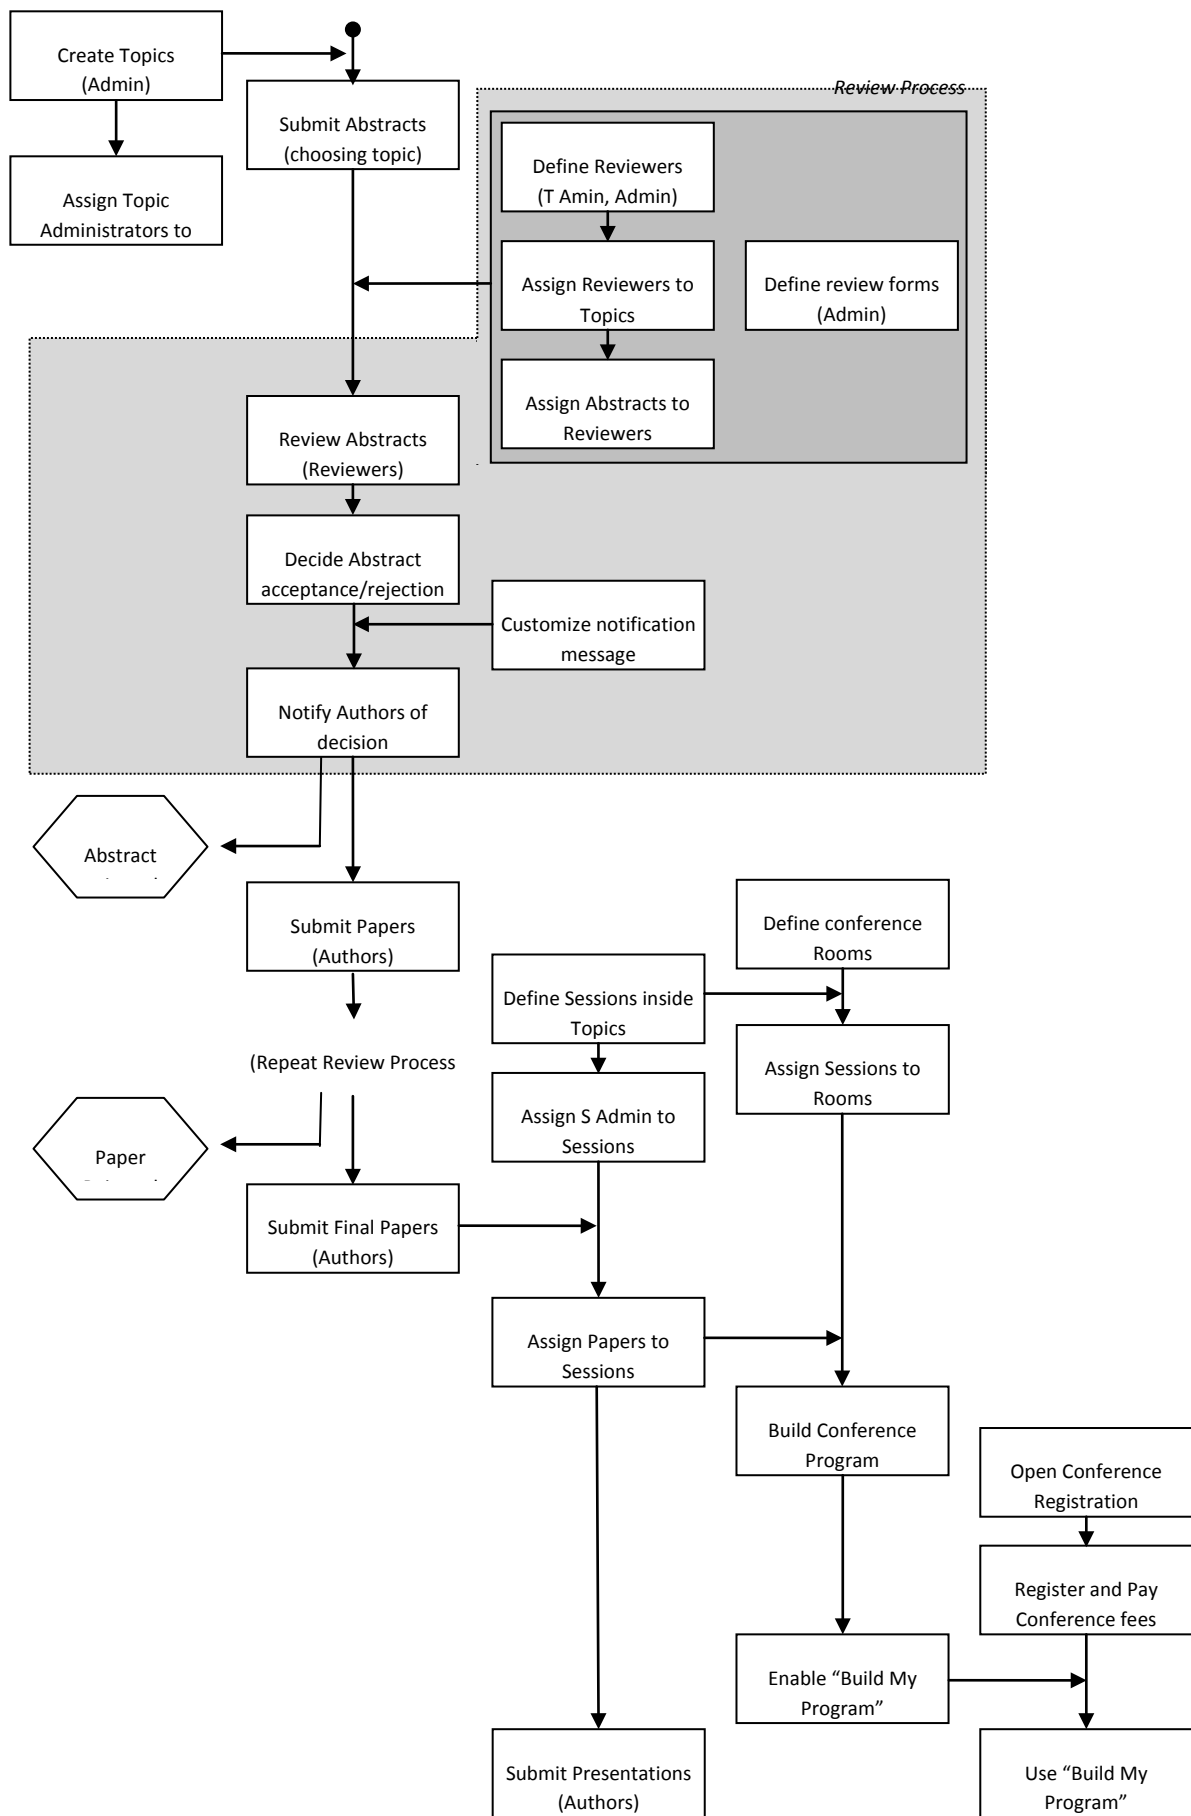 Create Topics
(Admin)
Submit Abstracts
(choosing topic)
Assign Topic
Administrators to
Review Process
Define Reviewers
(T Amin, Admin)
Assign Reviewers to
Topics
Define review forms
(Admin)
Assign Abstracts to
Reviewers
Review Abstracts
(Reviewers)
Decide Abstract
acceptance/rejection
Customize notification
message
Notify Authors of
decision
Abstract
Submit Papers
(Authors)
Define conference
Rooms
Define Sessions inside
Topics
(Repeat Review Process
Assign Sessions to
Rooms
Assign S Admin to
Sessions
Paper
Submit Final Papers
(Authors)
Assign Papers to
Sessions
Build Conference
Program
Open Conference
Registration
Register and Pay
Conference fees
Enable “Build My
Program”
Submit Presentations
(Authors)
Use “Build My
Program”